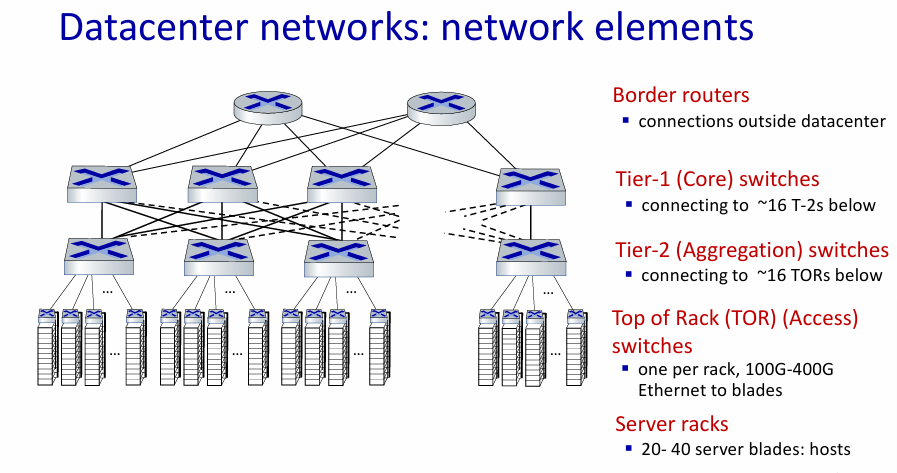 Datacenter networks: network elements
Border routers
▪ connections outside datacenter
Tier-1 (Core) switches
▪ connecting to ~16 T-2s below
Tier-2 (Aggregation) switches
▪ connecting to ~16 TORs below
Top of Rack (TOR) (Access)
switches
▪ one per rack, 100G-400G
Ethernet to blades
Server racks
▪ 20- 40 server blades: hosts
... ... ... ...
... ... ... ...